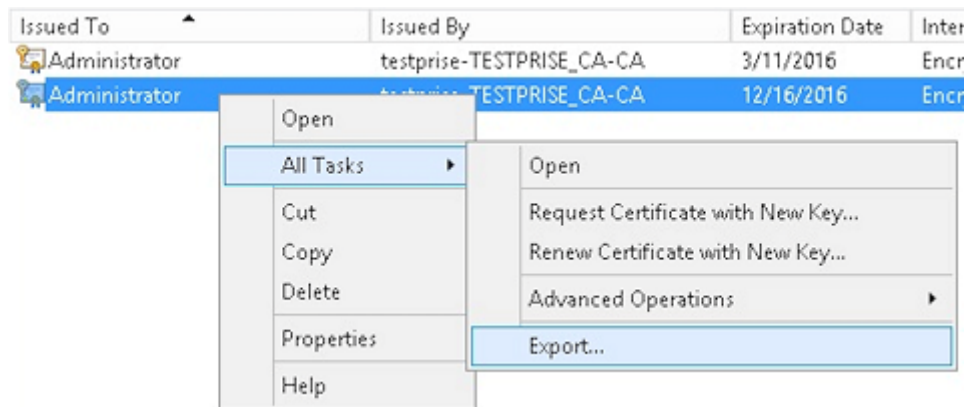 Issued To Issued By Expiration Date Inter
Administrator testprise-TESTPRISE_CA-CA 3/11/2016 Encr
Administrator testprise-TESTPRISE_CA-CA 12/16/2016 Encr
Open
All Tasks Open
Request Certificate with New Key...
Cut
Renew Certificate with New Key...
Copy
Delete Advanced Operations
Properties Export...
Help